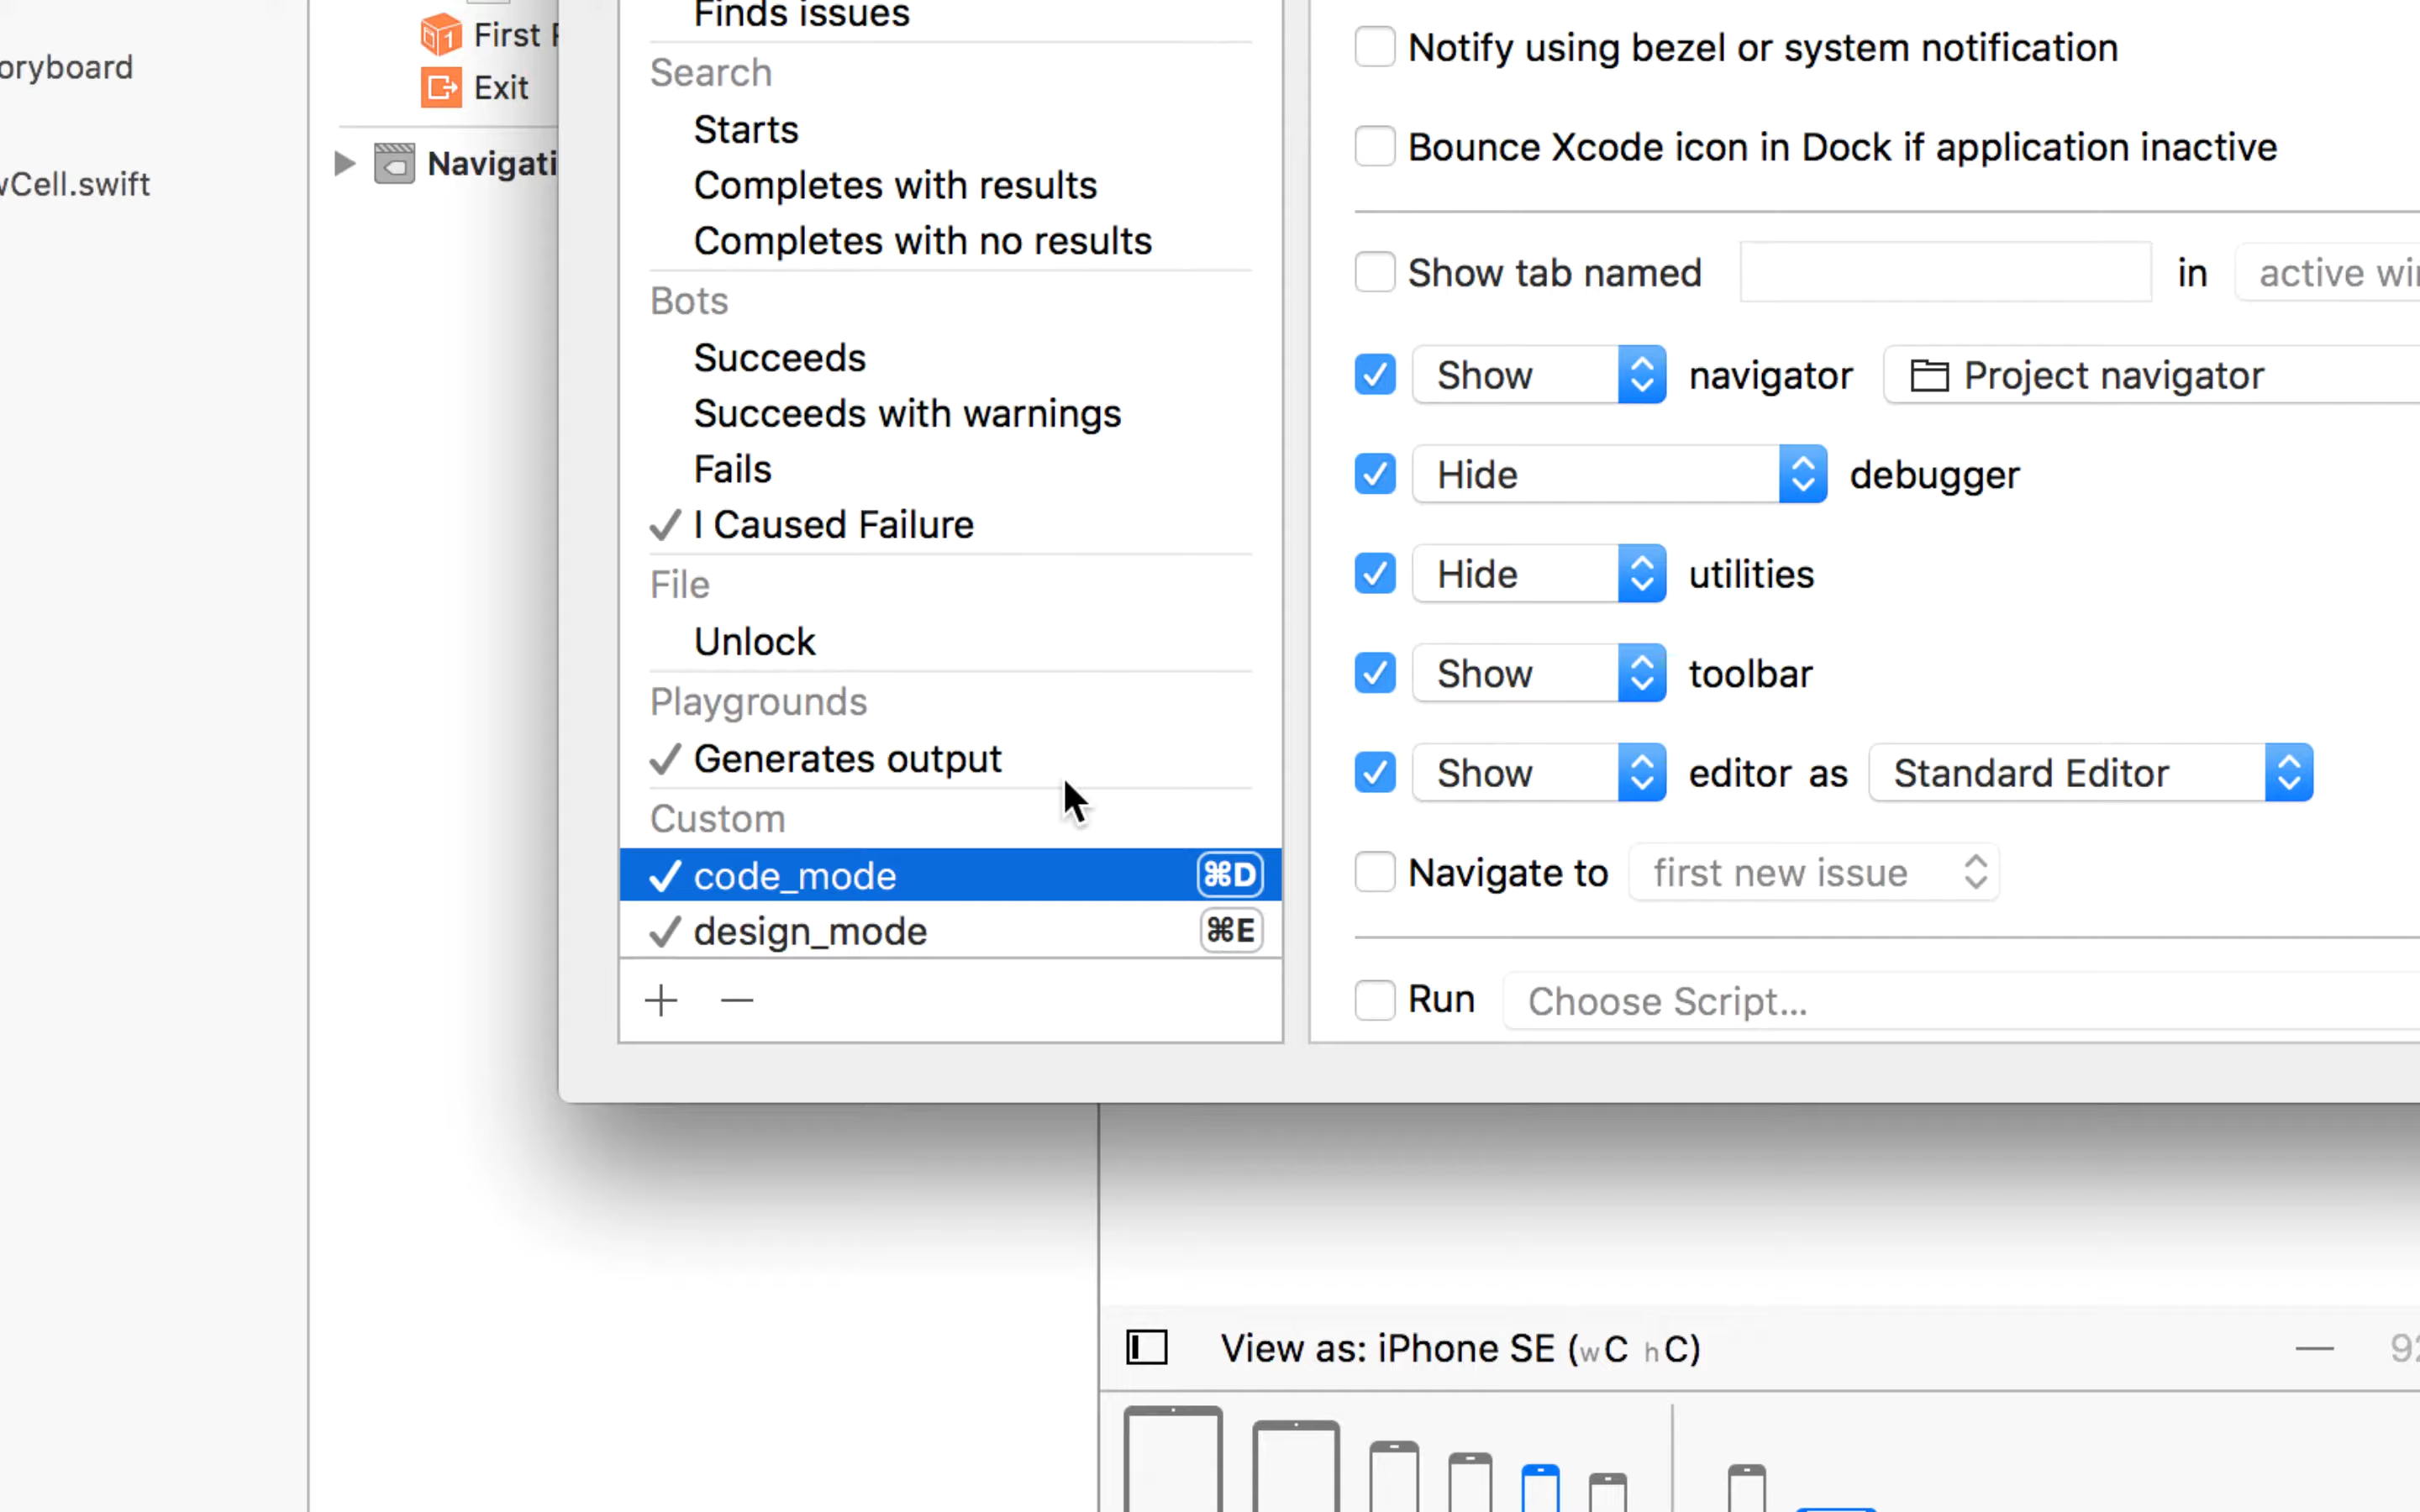 oryboard
wCell.swift
First
Exit
Navigati
Finds issues
Search
Starts
Completes with results
Completes with no results
Bots
Succeeds
Succeeds with warnings
Fails
I Caused Failure
File
Unlock
Playgrounds
Generates output
Custom
code_mode ⌘D
design_mode ⌘E
Notify using bezel or system notification
Bounce Xcode icon in Dock if application inactive
Show tab named in active wi
Show navigator Project navigator
Hide debugger
Hide utilities
Show toolbar
Show editor as Standard Editor
Navigate to first new issue
Run Choose Script...
View as: iPhone SE (wC hC)